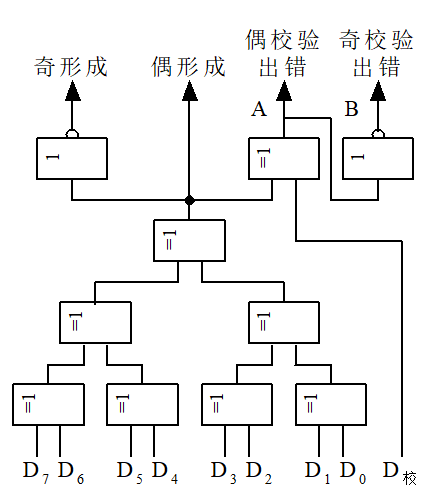 偶校验 奇校验
奇形成 偶形成 出错 出错
A B
1 =1 1
=1
=1 =1
=1 =1 =1 =1
D7 D6 D5 D4 D3 D2 D1 D0 D校